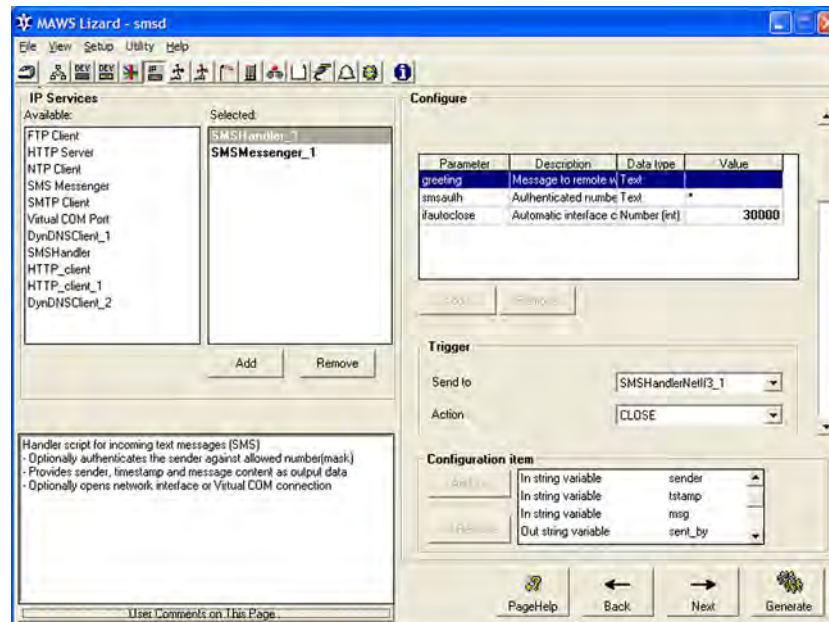 MAWS Lizard - smsd
File View Setup Utility Help
DEV DEV IP
IP Services
Available:
FTP Client
HTTP Server
NTP Client
SMS Messenger
SMTP Client
Virtual COM Port
DynDNSClient_1
SMSHandler
HTTP_client
HTTP_client_1
DynDNSClient_2
Selected:
SMSHandler_1
SMSMessenger_1
Add Remove
Handler script for incoming text messages (SMS)
- Optionally authenticates the sender against allowed number(mask)
- Provides sender, timestamp and message content as output data
- Optionally opens network interface or Virtual COM connection
User Comments on This Page
Configure
Parameter Description Data type Value
greeting Message to remote w Text
smsauth Authenticated numbe Text *
ifautoclose Automatic interface c Number (int) 30000
Remove
Trigger
Send to SMSHandlerNetIf3_1
Action CLOSE
Configuration item
In string variable sender
In string variable tstamp
In string variable msg
Out string variable sent_by
PageHelp Back Next Generate